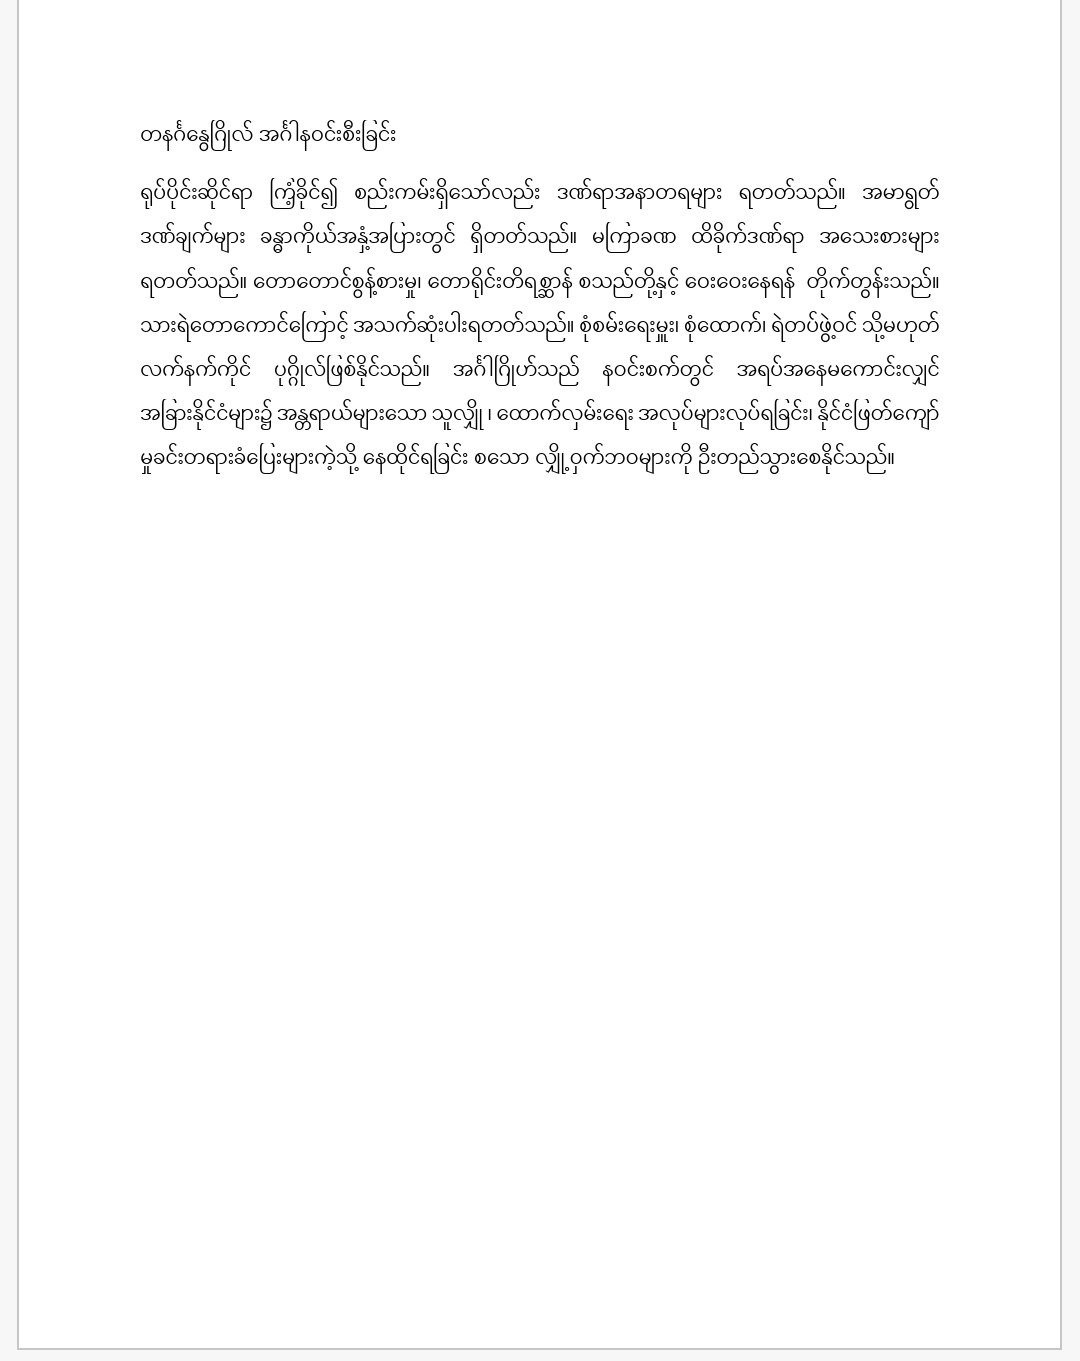 တနင်္ဂနွေဂြိုလ် အင်္ဂါနဝင်းစီးခြင်း
ရုပ်ပိုင်းဆိုင်ရာ ကြံ့ခိုင်၍ စည်းကမ်းရှိသော်လည်း ဒဏ်ရာအနာတရများ ရတတ်သည်။ အမာရွတ်
ဒဏ်ချက်များ ခန္ဓာကိုယ်အနှံ့အပြားတွင် ရှိတတ်သည်။ မကြာခဏ ထိခိုက်ဒဏ်ရာ အသေးစားများ
ရတတ်သည်။ တောတောင်စွန့်စားမှု၊ တောရိုင်းတိရစ္ဆာန် စသည်တို့နှင့် ဝေးဝေးနေရန် တိုက်တွန်းသည်။
သားရဲတောကောင်ကြောင့် အသက်ဆုံးပါးရတတ်သည်။ စုံစမ်းရေးမှူး၊ စုံထောက်၊ ရဲတပ်ဖွဲ့ဝင် သို့မဟုတ်
လက်နက်ကိုင် ပုဂ္ဂိုလ်ဖြစ်နိုင်သည်။ အင်္ဂါဂြိုဟ်သည် နဝင်းစက်တွင် အရပ်အနေမကောင်းလျှင်
အခြားနိုင်ငံများ၌ အန္တရာယ်များသော သူလျှို ၊ ထောက်လှမ်းရေး အလုပ်များလုပ်ရခြင်း၊ နိုင်ငံဖြတ်ကျော်
မှုခင်းတရားခံပြေးများကဲ့သို့ နေထိုင်ရခြင်း စသော လျှို့ဝှက်ဘဝများကို ဦးတည်သွားစေနိုင်သည်။